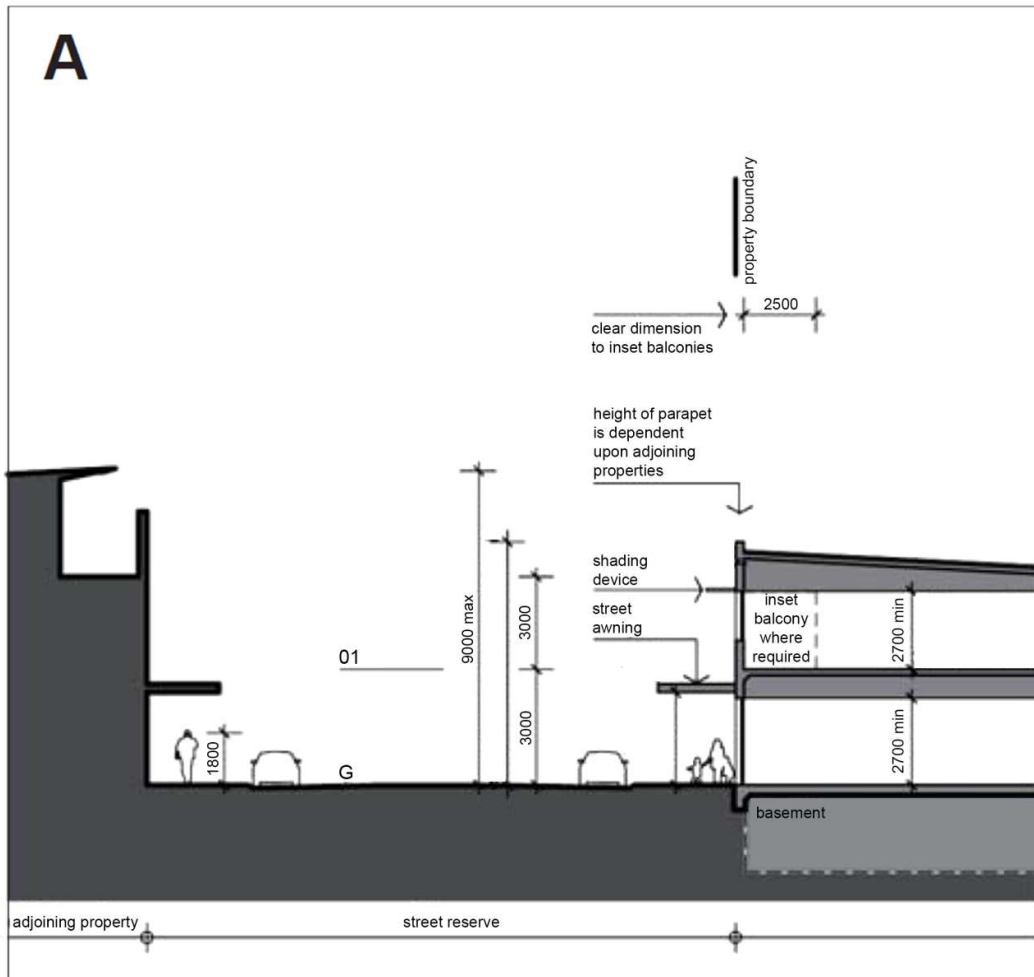 A
property boundary
2500
clear dimension
to inset balconies
height of parapet
is dependent
upon adjoining
properties
shading
device
street
awning
inset
balcony
where
required
2700 min
9000 max
3000
01
3000
2700 min
1800
G
basement
adjoining property
street reserve